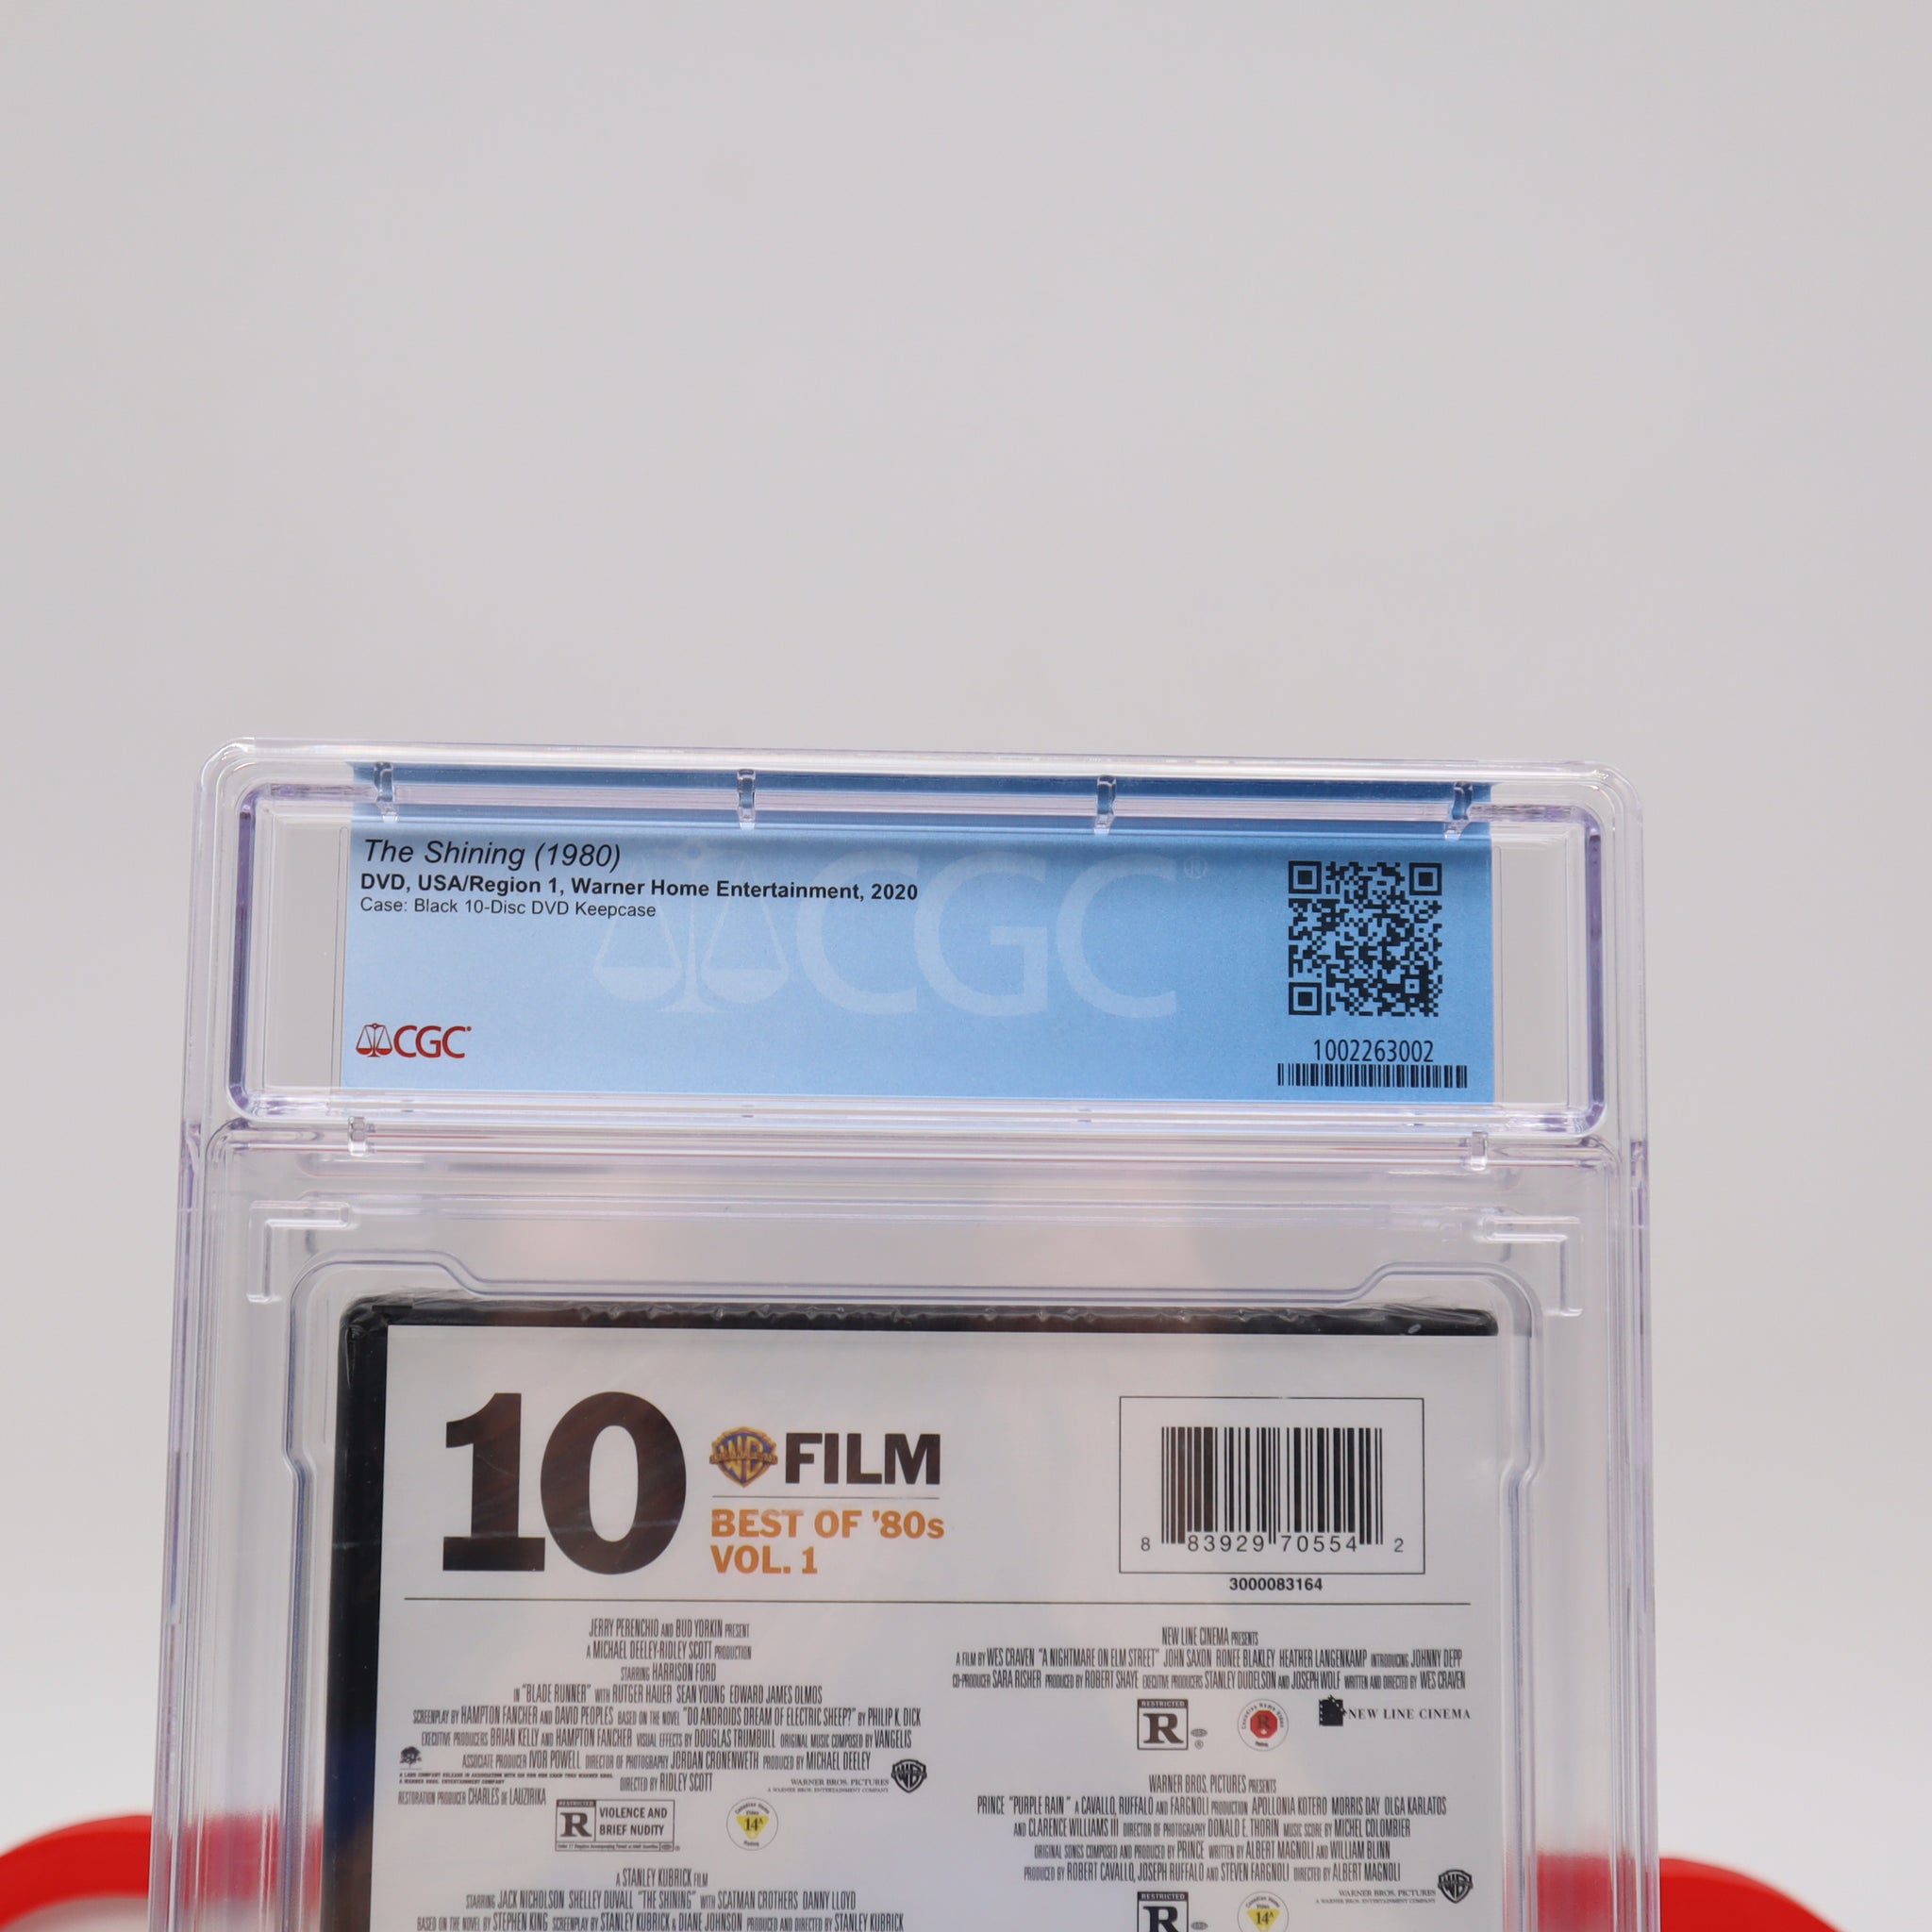 The Shining (1980)
DVD, USA/Region 1, Warner Home Entertainment, 2020
Case: Black 10-Disc DVD Keepcase
CGC®
CGC
1002263002
10
WB FILM
BEST OF '80s
VOL. 1
8 83929 70554 2
3000083164
JERRY PERENCHIO AND BUD YORKIN PRESENT
A MICHAEL DEELEY-RIDLEY SCOTT PRODUCTION
STARRING HARRISON FORD
IN "BLADE RUNNER" WITH RUTGER HAUER SEAN YOUNG EDWARD JAMES OLMOS
SCREENPLAY BY HAMPTON FANCHER AND DAVID PEOPLES BASED ON THE NOVEL "DO ANDROIDS DREAM OF ELECTRIC SHEEP?" BY PHILIP K. DICK
EXECUTIVE PRODUCERS BRIAN KELLY AND HAMPTON FANCHER VISUAL EFFECTS BY DOUGLAS TRUMBULL ORIGINAL MUSIC COMPOSED BY VANGELIS
ASSOCIATE PRODUCER IVOR POWELL DIRECTOR OF PHOTOGRAPHY JORDAN CRONENWETH PRODUCED BY MICHAEL DEELEY
DIRECTED BY RIDLEY SCOTT
WARNER BROS. PICTURES
A WARNER BROS. ENTERTAINMENT COMPANY
RESTORATION PRODUCER CHARLES DE LAUZIRIKA
RESTRICTED
R
VIOLENCE AND
BRIEF NUDITY
14A
A STANLEY KUBRICK FILM
STARRING JACK NICHOLSON SHELLEY DUVALL "THE SHINING" WITH SCATMAN CROTHERS DANNY LLOYD
BASED ON THE NOVEL BY STEPHEN KING SCREENPLAY BY STANLEY KUBRICK & DIANE JOHNSON PRODUCED AND DIRECTED BY STANLEY KUBRICK
NEW LINE CINEMA PRESENTS
A FILM BY WES CRAVEN "A NIGHTMARE ON ELM STREET" JOHN SAXON RONEE BLAKLEY HEATHER LANGENKAMP INTRODUCING JOHNNY DEPP
CO-PRODUCER SARA RISHER PRODUCED BY ROBERT SHAYE EXECUTIVE PRODUCERS STANLEY DUDELSON AND JOSEPH WOLF WRITTEN AND DIRECTED BY WES CRAVEN
RESTRICTED
R
R
NEW LINE CINEMA
WARNER BROS. PICTURES PRESENTS
PRINCE "PURPLE RAIN" A CAVALLO, RUFFALO AND FARGNOLI PRODUCTION APOLLONIA KOTERO MORRIS DAY OLGA KARLATOS
AND CLARENCE WILLIAMS III DIRECTOR OF PHOTOGRAPHY DONALD E. THORIN MUSIC SCORE BY MICHEL COLOMBIER
ORIGINAL SONGS COMPOSED AND PRODUCED BY PRINCE WRITTEN BY ALBERT MAGNOLI AND WILLIAM BLINN
PRODUCED BY ROBERT CAVALLO, JOSEPH RUFFALO AND STEVEN FARGNOLI DIRECTED BY ALBERT MAGNOLI
WARNER BROS. PICTURES
A WARNER BROS. ENTERTAINMENT COMPANY
RESTRICTED
R
14A